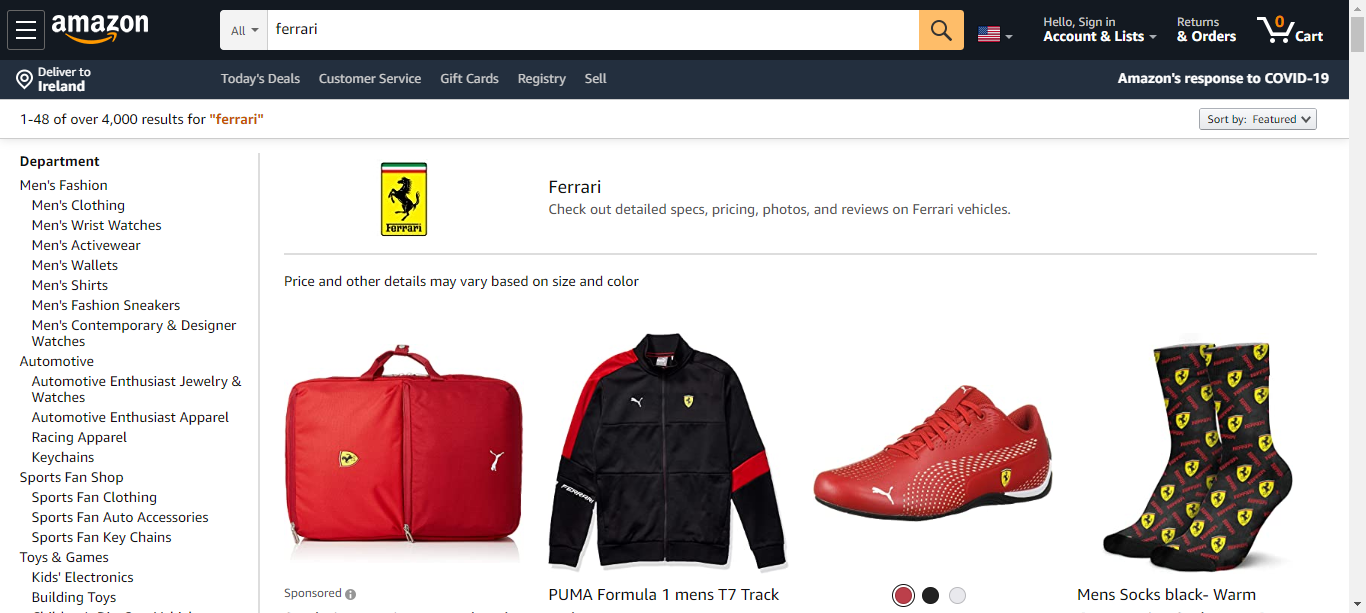 amazon
All
ferrari
Hello, Sign in
Account & Lists
Returns
& Orders
0
Cart
Deliver to
Ireland
Today's Deals
Customer Service
Gift Cards
Registry
Sell
Amazon's response to COVID-19
1-48 of over 4,000 results for "ferrari"
Sort by: Featured
Department
Men's Fashion
Men's Clothing
Men's Wrist Watches
Men's Activewear
Men's Wallets
Men's Shirts
Men's Fashion Sneakers
Men's Contemporary & Designer
Watches
Automotive
Automotive Enthusiast Jewelry &
Watches
Automotive Enthusiast Apparel
Racing Apparel
Keychains
Sports Fan Shop
Sports Fan Clothing
Sports Fan Auto Accessories
Sports Fan Key Chains
Toys & Games
Kids' Electronics
Building Toys
Ferrari
Ferrari
Check out detailed specs, pricing, photos, and reviews on Ferrari vehicles.
Price and other details may vary based on size and color
FERRARI
Sponsored
PUMA Formula 1 mens T7 Track
Mens Socks black- Warm